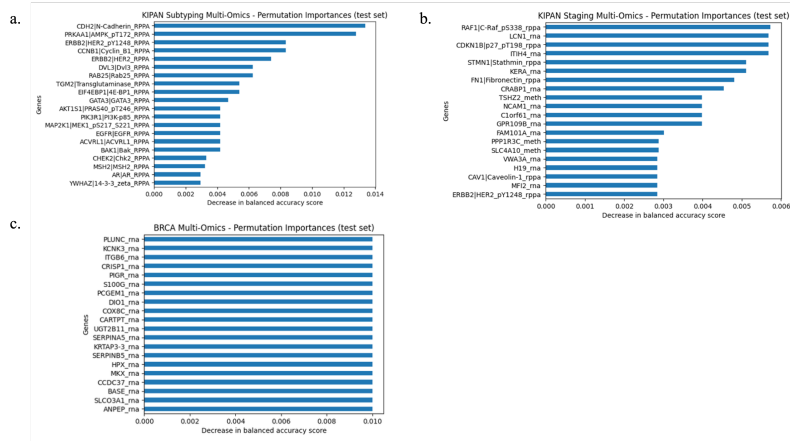 a.
KIPAN Subtyping Multi-Omics - Permutation Importances (test set)
CDH2|N-Cadherin_RPPA
PRKAA1|AMPK_pT172_RPPA
ERBB2|HER2_pY1248_RPPA
CCNB1|Cyclin_B1_RPPA
ERBB2|HER2_RPPA
DVL3|Dvl3_RPPA
RAB25|Rab25_RPPA
TGM2|Transglutaminase_RPPA
EIF4EBP1|4E-BP1_RPPA
GATA3|GATA3_RPPA
AKT1S1|PRAS40_pT246_RPPA
PIK3R1|PI3K-p85_RPPA
MAP2K1|MEK1_pS217_S221_RPPA
EGFR|EGFR_RPPA
ACVRL1|ACVRL1_RPPA
BAK1|Bak_RPPA
CHEK2|Chk2_RPPA
MSH2|MSH2_RPPA
AR|AR_RPPA
YWHAZ|14-3-3_zeta_RPPA
Genes
0.000 0.002 0.004 0.006 0.008 0.010 0.012 0.014
Decrease in balanced accuracy score
b.
KIPAN Staging Multi-Omics - Permutation Importances (test set)
RAF1|C-Raf_pS338_rppa
LCN1_rna
CDKN1B|p27_pT198_rppa
ITIH4_rna
STMN1|Stathmin_rppa
KERA_rna
FN1|Fibronectin_rppa
CRABP1_rna
TSHZ2_meth
NCAM1_rna
C1orf61_rna
GPR109B_rna
FAM101A_rna
PPP1R3C_meth
SLC4A10_meth
VWA3A_rna
H19_rna
CAV1|Caveolin-1_rppa
MFI2_rna
ERBB2|HER2_pY1248_rppa
Genes
0.000 0.001 0.002 0.003 0.004 0.005 0.006
Decrease in balanced accuracy score
c.
BRCA Multi-Omics - Permutation Importances (test set)
PLUNC_rna
KCNK3_rna
ITGB6_rna
CRISP1_rna
PIGR_rna
S100G_rna
PCGEM1_rna
DIO1_rna
COX8C_rna
CARTPT_rna
UGT2B11_rna
SERPINA5_rna
KRTAP3-3_rna
SERPINB5_rna
HPX_rna
MKX_rna
CCDC37_rna
BASE_rna
SLCO3A1_rna
ANPEP_rna
Genes
0.000 0.002 0.004 0.006 0.008 0.010
Decrease in balanced accuracy score